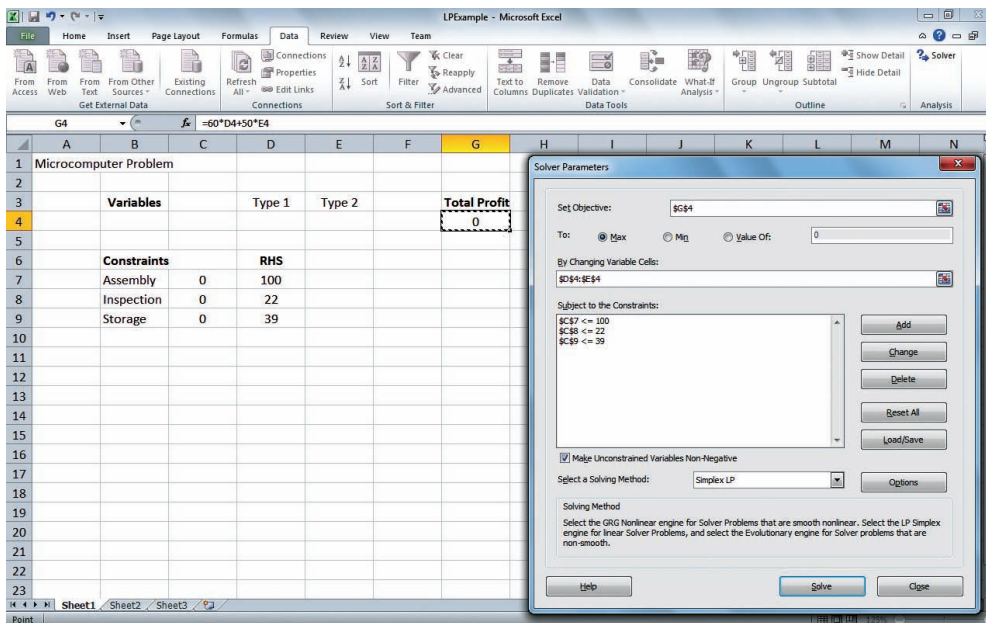 LPExample - Microsoft Excel
File Home Insert Page Layout Formulas Data Review View Team
From Access
From Web
From Text
From Other Sources
Existing Connections
Refresh All
Connections
Properties
Edit Links
Sort
Filter
Clear
Reapply
Advanced
Text to Columns
Remove Duplicates
Data Validation
Consolidate
What-If Analysis
Group
Ungroup
Subtotal
Show Detail
Hide Detail
Solver
Get External Data Connections Sort & Filter Data Tools Outline Analysis
G4 fx =60*D4+50*E4
A B C D E F G H I J K L M N
1 Microcomputer Problem
2
3 Variables Type 1 Type 2 Total Profit
4 0
5
6 Constraints RHS
7 Assembly 0 100
8 Inspection 0 22
9 Storage 0 39
10
11
12
13
14
15
16
17
18
19
20
21
22
23
Solver Parameters
Set Objective: $G$4
To: Max Min Value Of: 0
By Changing Variable Cells:
$D$4:$E$4
Subject to the Constraints:
$C$7 <= 100
$C$8 <= 22
$C$9 <= 39
Add
Change
Delete
Reset All
Load/Save
Make Unconstrained Variables Non-Negative
Select a Solving Method: Simplex LP Options
Solving Method
Select the GRG Nonlinear engine for Solver Problems that are smooth nonlinear. Select the LP Simplex
engine for linear Solver Problems, and select the Evolutionary engine for Solver problems that are
non-smooth.
Help Solve Close
Sheet1 Sheet2 Sheet3
Point 125%